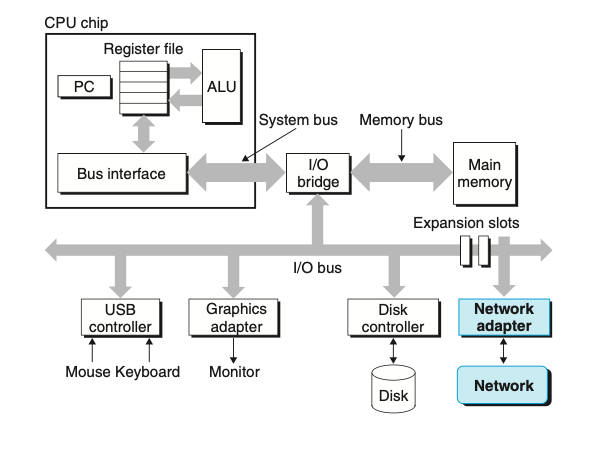 CPU chip
Register file
PC
ALU
System bus
Memory bus
Bus interface
I/O
bridge
Main
memory
Expansion slots
I/O bus
USB
controller
Graphics
adapter
Disk
controller
Network
adapter
Mouse Keyboard
Monitor
Disk
Network